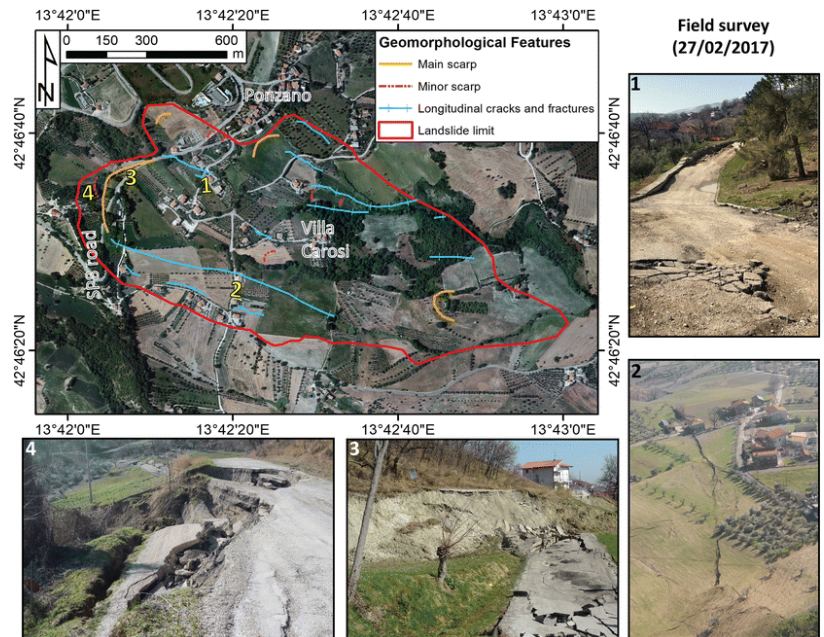 13°42'0"E
13°42'20"E
13°42'40"E
13°43'0"E
Field survey
(27/02/2017)
N
0 150 300 600
m
Geomorphological Features
Main scarp
Minor scarp
Longitudinal cracks and fractures
Landslide limit
Ponzano
42°46'40"N
42°46'40"N
1
3
4
1
Villa
Carosi
SP8 road
2
42°46'20"N
42°46'20"N
2
13°42'0"E
13°42'20"E
13°42'40"E
13°43'0"E
4
3